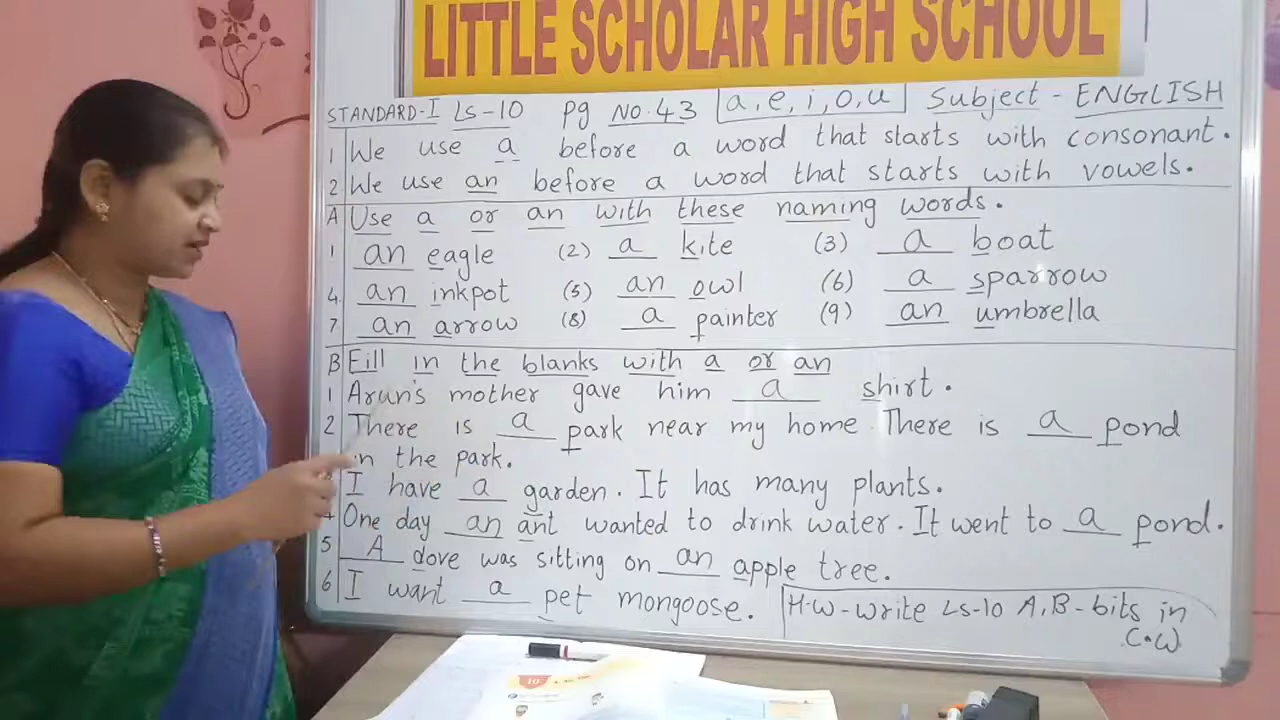 LITTLE SCHOLAR HIGH SCHOOL
STANDARD-I Ls-10 pg No.43 a,e,i,o,u Subject - ENGLISH
1 We use a before a word that starts with consonant.
2 We use an before a word that starts with vowels.
A Use a or an with these naming words.
1 an eagle (2) a kite (3) a boat
4 an inkpot (5) an owl (6) a sparrow
7 an arrow (8) a painter (9) an umbrella
B Fill in the blanks with a or an
1 Arun's mother gave him a shirt.
2 There is a park near my home. There is a pond
in the park.
I have a garden. It has many plants.
4 One day an ant wanted to drink water. It went to a pond.
5 A dove was sitting on an apple tree.
6 I want a pet mongoose. H.W-write Ls-10 A,B-bits in
C.W
10